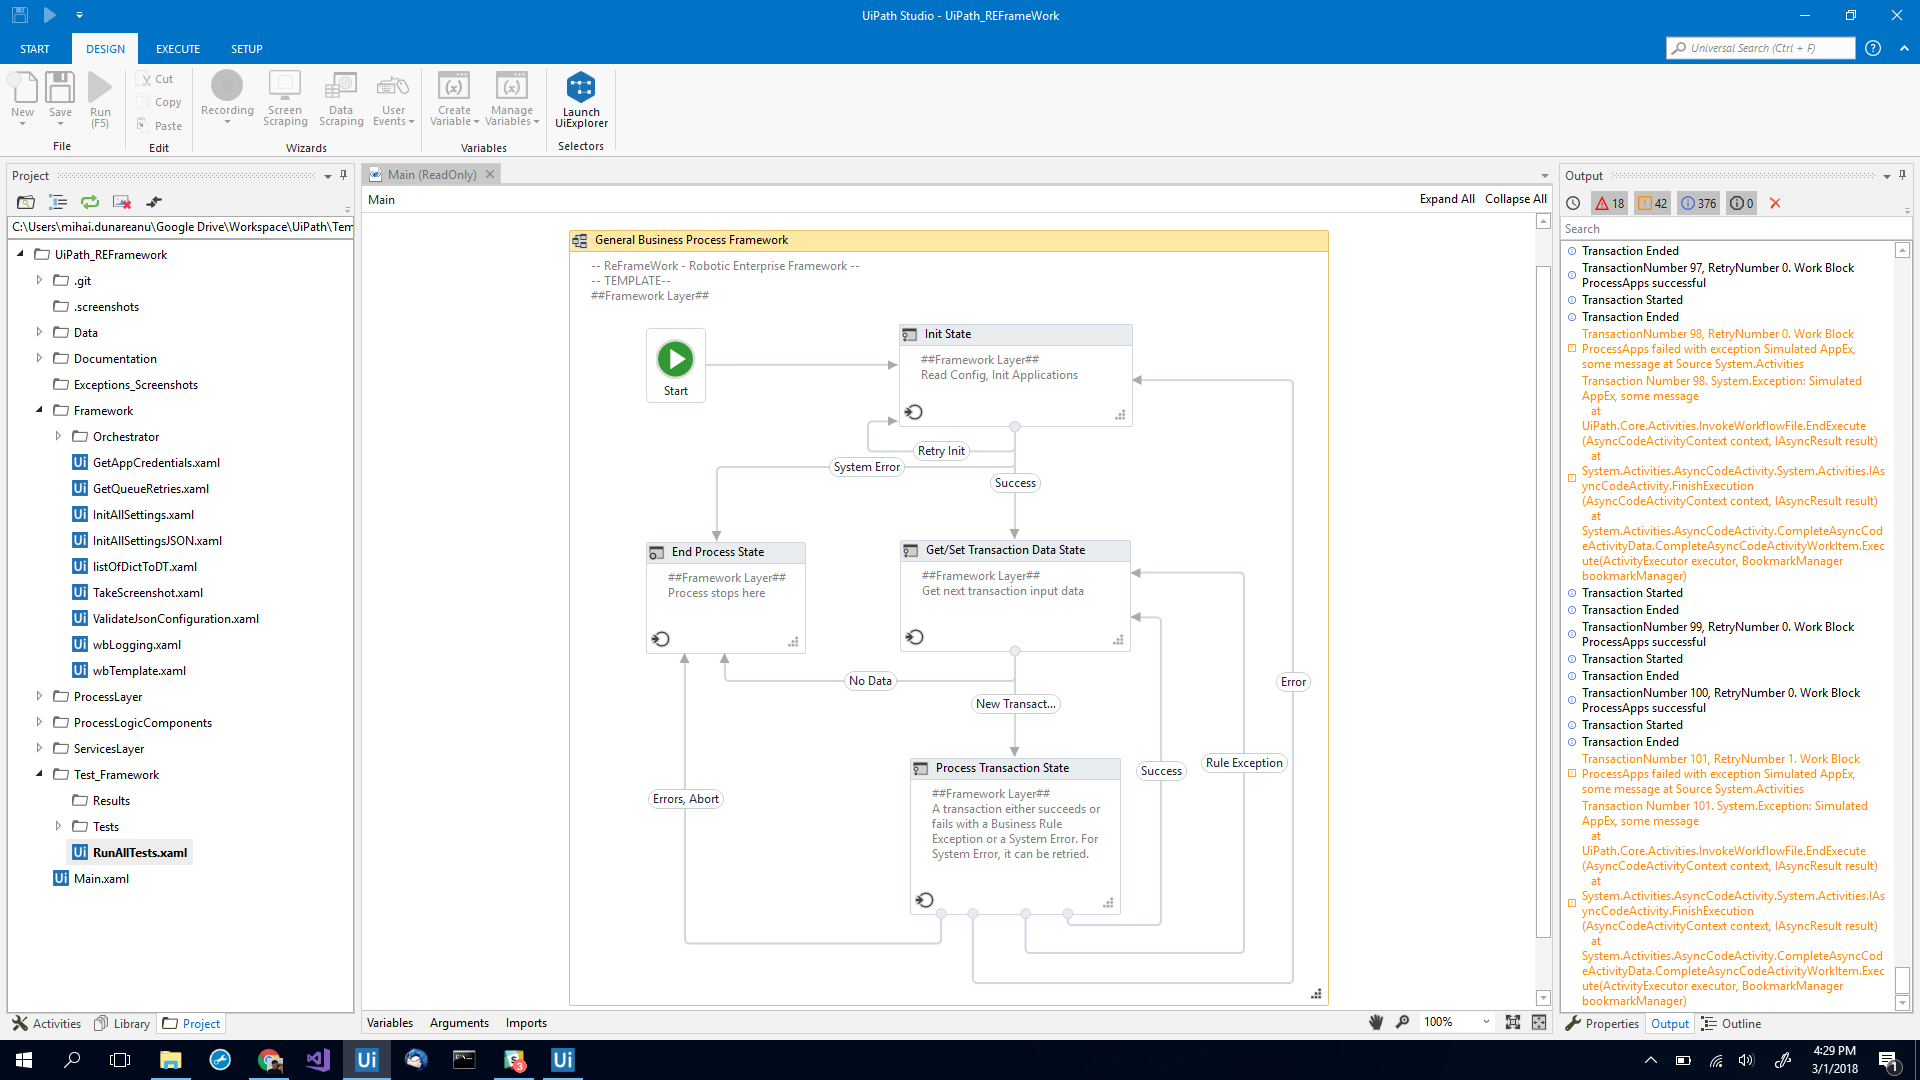 UiPath Studio - UiPath_REFrameWork
START
DESIGN
EXECUTE
SETUP
Universal Search (Ctrl + F)
New
Save
Run
(F5)
File
Cut
Copy
Paste
Edit
Recording
Screen
Scraping
Data
Scraping
User
Events
Wizards
Create
Variable
Manage
Variables
Variables
Launch
UiExplorer
Selectors
Project
C:\Users\mihai.dunareanu\Google Drive\Workspace\UiPath\Tem
UiPath_REFramework
.git
.screenshots
Data
Documentation
Exceptions_Screenshots
Framework
Orchestrator
GetAppCredentials.xaml
GetQueueRetries.xaml
InitAllSettings.xaml
InitAllSettingsJSON.xaml
listOfDictToDT.xaml
TakeScreenshot.xaml
ValidateJsonConfiguration.xaml
wbLogging.xaml
wbTemplate.xaml
ProcessLayer
ProcessLogicComponents
ServicesLayer
Test_Framework
Results
Tests
RunAllTests.xaml
Main.xaml
Activities
Library
Project
Main (ReadOnly)
Main
Expand All
Collapse All
General Business Process Framework
-- ReFrameWork - Robotic Enterprise Framework --
-- TEMPLATE--
##Framework Layer##
Start
Init State
##Framework Layer##
Read Config, Init Applications
Retry Init
System Error
Success
End Process State
##Framework Layer##
Process stops here
Get/Set Transaction Data State
##Framework Layer##
Get next transaction input data
No Data
New Transact...
Error
Rule Exception
Success
Errors, Abort
Process Transaction State
##Framework Layer##
A transaction either succeeds or
fails with a Business Rule
Exception or a System Error. For
System Error, it can be retried.
Variables
Arguments
Imports
100%
Output
18
42
376
0
Search
Transaction Ended
TransactionNumber 97, RetryNumber 0. Work Block
ProcessApps successful
Transaction Started
Transaction Ended
TransactionNumber 98, RetryNumber 0. Work Block
ProcessApps failed with exception Simulated AppEx,
some message at Source System.Activities
Transaction Number 98. System.Exception: Simulated
AppEx, some message
at
UiPath.Core.Activities.InvokeWorkflowFile.EndExecute
(AsyncCodeActivityContext context, IAsyncResult result)
at
System.Activities.AsyncCodeActivity.System.Activities.IAs
yncCodeActivity.FinishExecution
(AsyncCodeActivityContext context, IAsyncResult result)
at
System.Activities.AsyncCodeActivity.CompleteAsyncCod
eActivityData.CompleteAsyncCodeActivityWorkItem.Exec
ute(ActivityExecutor executor, BookmarkManager
bookmarkManager)
Transaction Started
Transaction Ended
TransactionNumber 99, RetryNumber 0. Work Block
ProcessApps successful
Transaction Started
Transaction Ended
TransactionNumber 100, RetryNumber 0. Work Block
ProcessApps successful
Transaction Started
Transaction Ended
TransactionNumber 101, RetryNumber 1. Work Block
ProcessApps failed with exception Simulated AppEx,
some message at Source System.Activities
Transaction Number 101. System.Exception: Simulated
AppEx, some message
at
UiPath.Core.Activities.InvokeWorkflowFile.EndExecute
(AsyncCodeActivityContext context, IAsyncResult result)
at
System.Activities.AsyncCodeActivity.System.Activities.IAs
yncCodeActivity.FinishExecution
(AsyncCodeActivityContext context, IAsyncResult result)
at
System.Activities.AsyncCodeActivity.CompleteAsyncCod
eActivityData.CompleteAsyncCodeActivityWorkItem.Exec
ute(ActivityExecutor executor, BookmarkManager
bookmarkManager)
Properties
Output
Outline
Ui
3
Ui
4:29 PM
3/1/2018
1